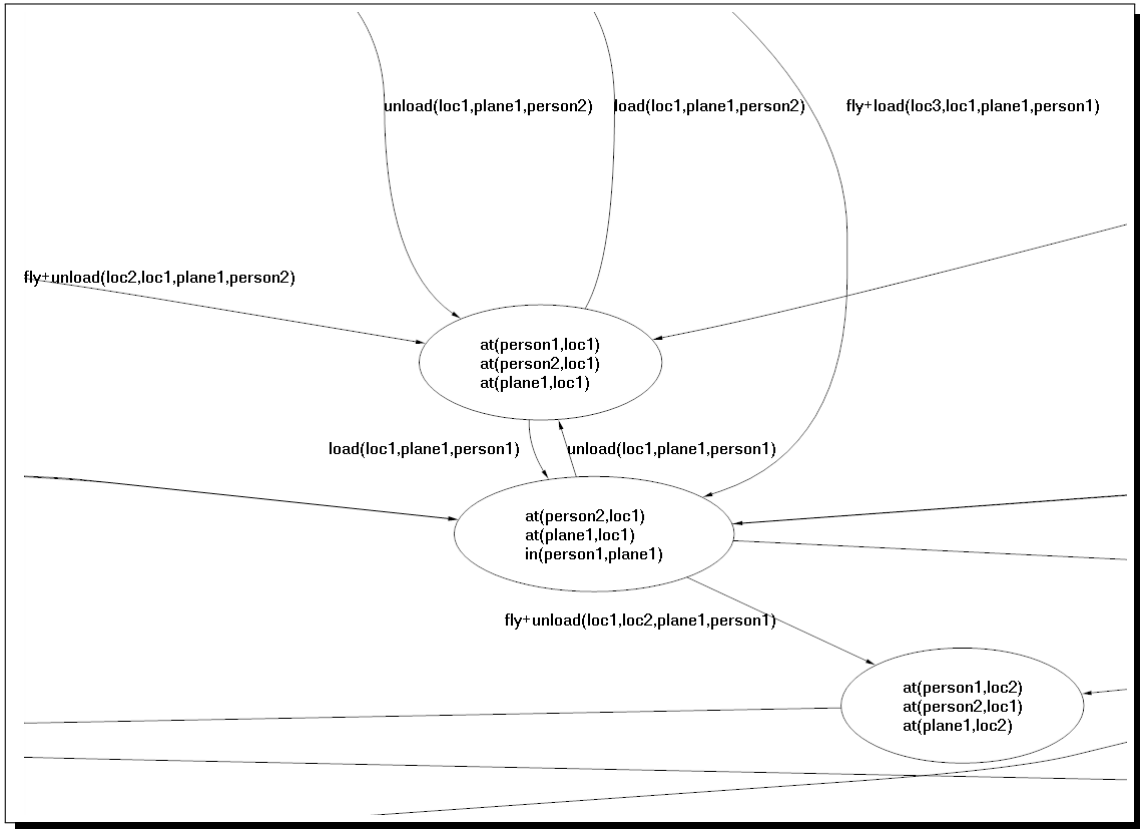 unload(loc1,plane1,person2)
load(loc1,plane1,person2)
fly+load(loc3,loc1,plane1,person1)
fly+unload(loc2,loc1,plane1,person2)
at(person1,loc1)
at(person2,loc1)
at(plane1,loc1)
load(loc1,plane1,person1)
unload(loc1,plane1,person1)
at(person2,loc1)
at(plane1,loc1)
in(person1,plane1)
fly+unload(loc1,loc2,plane1,person1)
at(person1,loc2)
at(person2,loc1)
at(plane1,loc2)